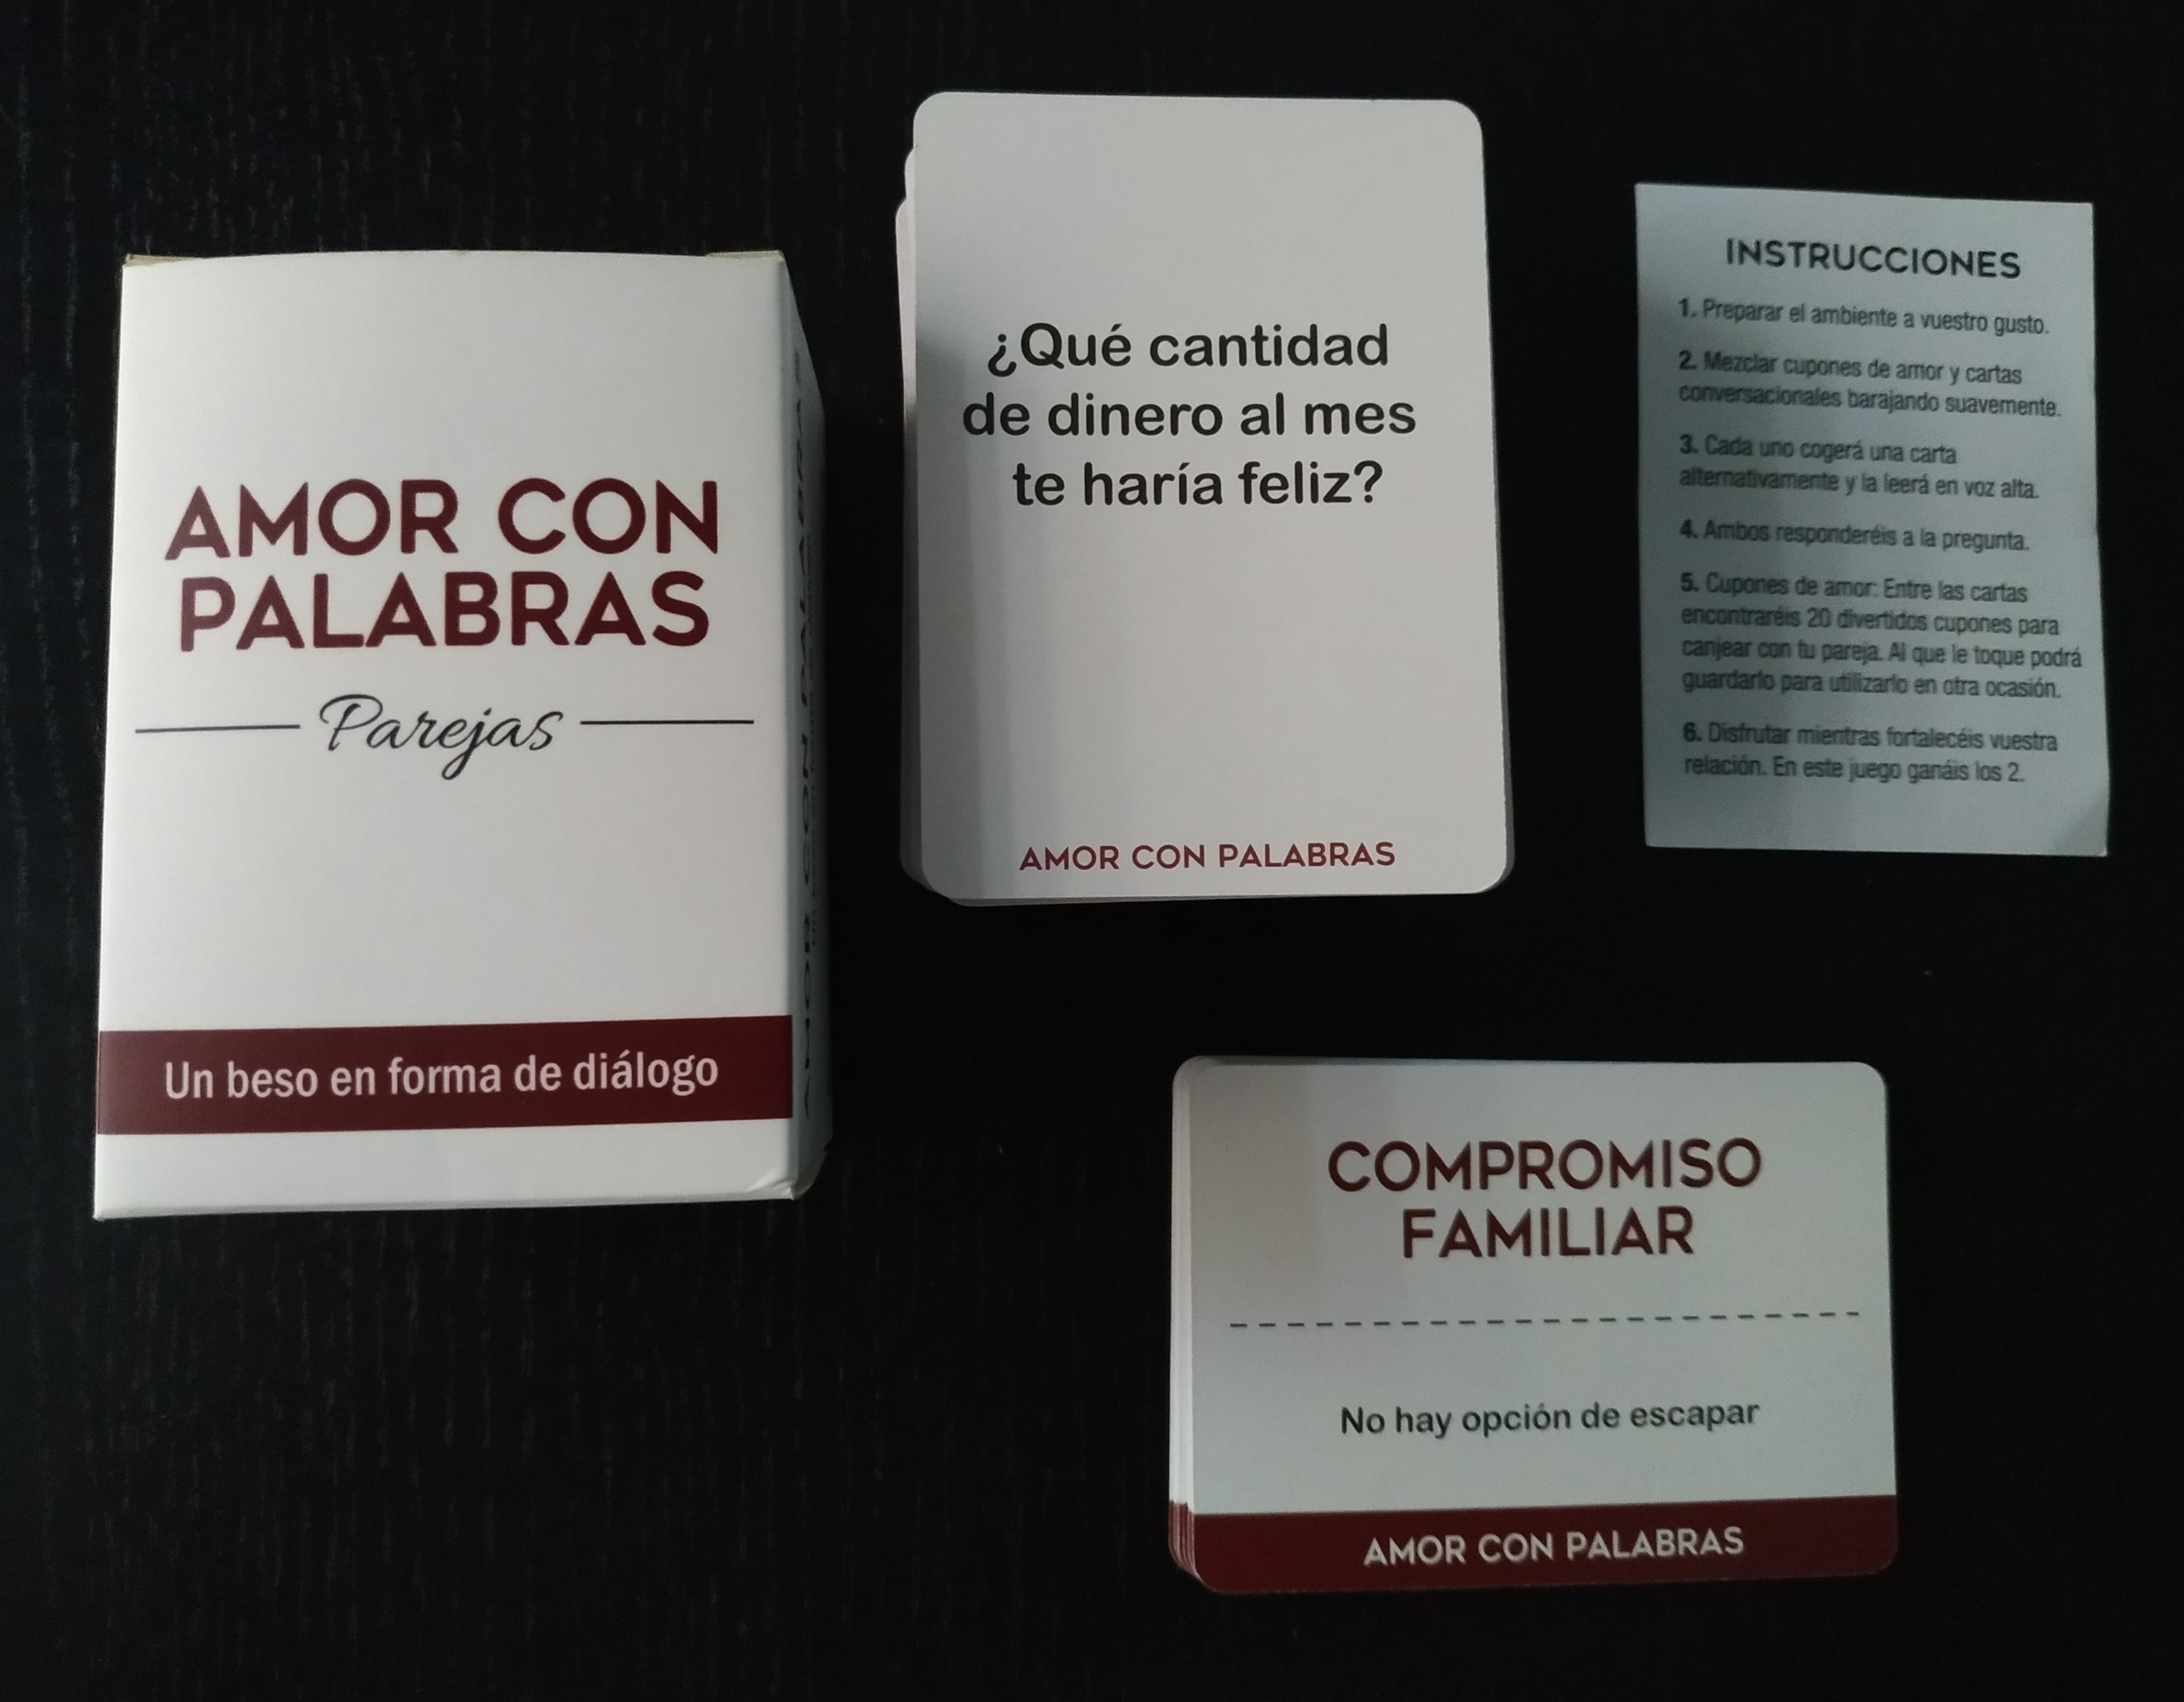 AMOR CON
PALABRAS
Parejas
Un beso en forma de diálogo
AMOR CON PALABRAS
¿Qué cantidad
de dinero al mes
te haría feliz?
AMOR CON PALABRAS
INSTRUCCIONES
1. Preparar el ambiente a vuestro gusto.
2. Mezclar cupones de amor y cartas
conversacionales barajando suavemente.
3. Cada uno cogerá una carta
alternativamente y la leerá en voz alta.
4. Ambos responderéis a la pregunta.
5. Cupones de amor: Entre las cartas
encontraréis 20 divertidos cupones para
canjear con tu pareja. Al que le toque podrá
guardarlo para utilizarlo en otra ocasión.
6. Disfrutar mientras fortalecéis vuestra
relación. En este juego ganáis los 2.
COMPROMISO
FAMILIAR
No hay opción de escapar
AMOR CON PALABRAS